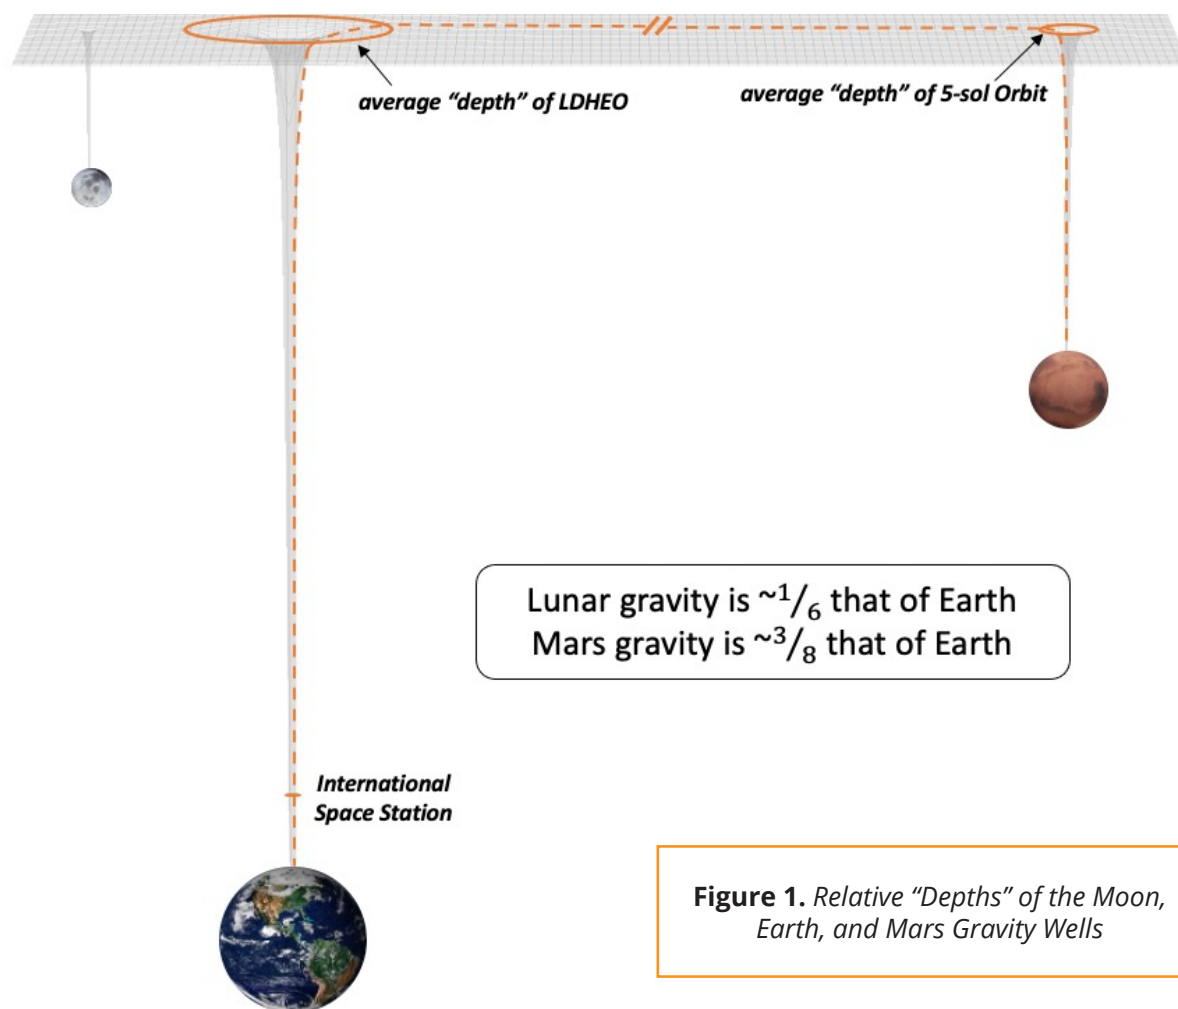 average “depth” of LDHEO
average “depth” of 5-sol Orbit
Lunar gravity is ~1/6 that of Earth
Mars gravity is ~3/8 that of Earth
International
Space Station
Figure 1. Relative “Depths” of the Moon,
Earth, and Mars Gravity Wells